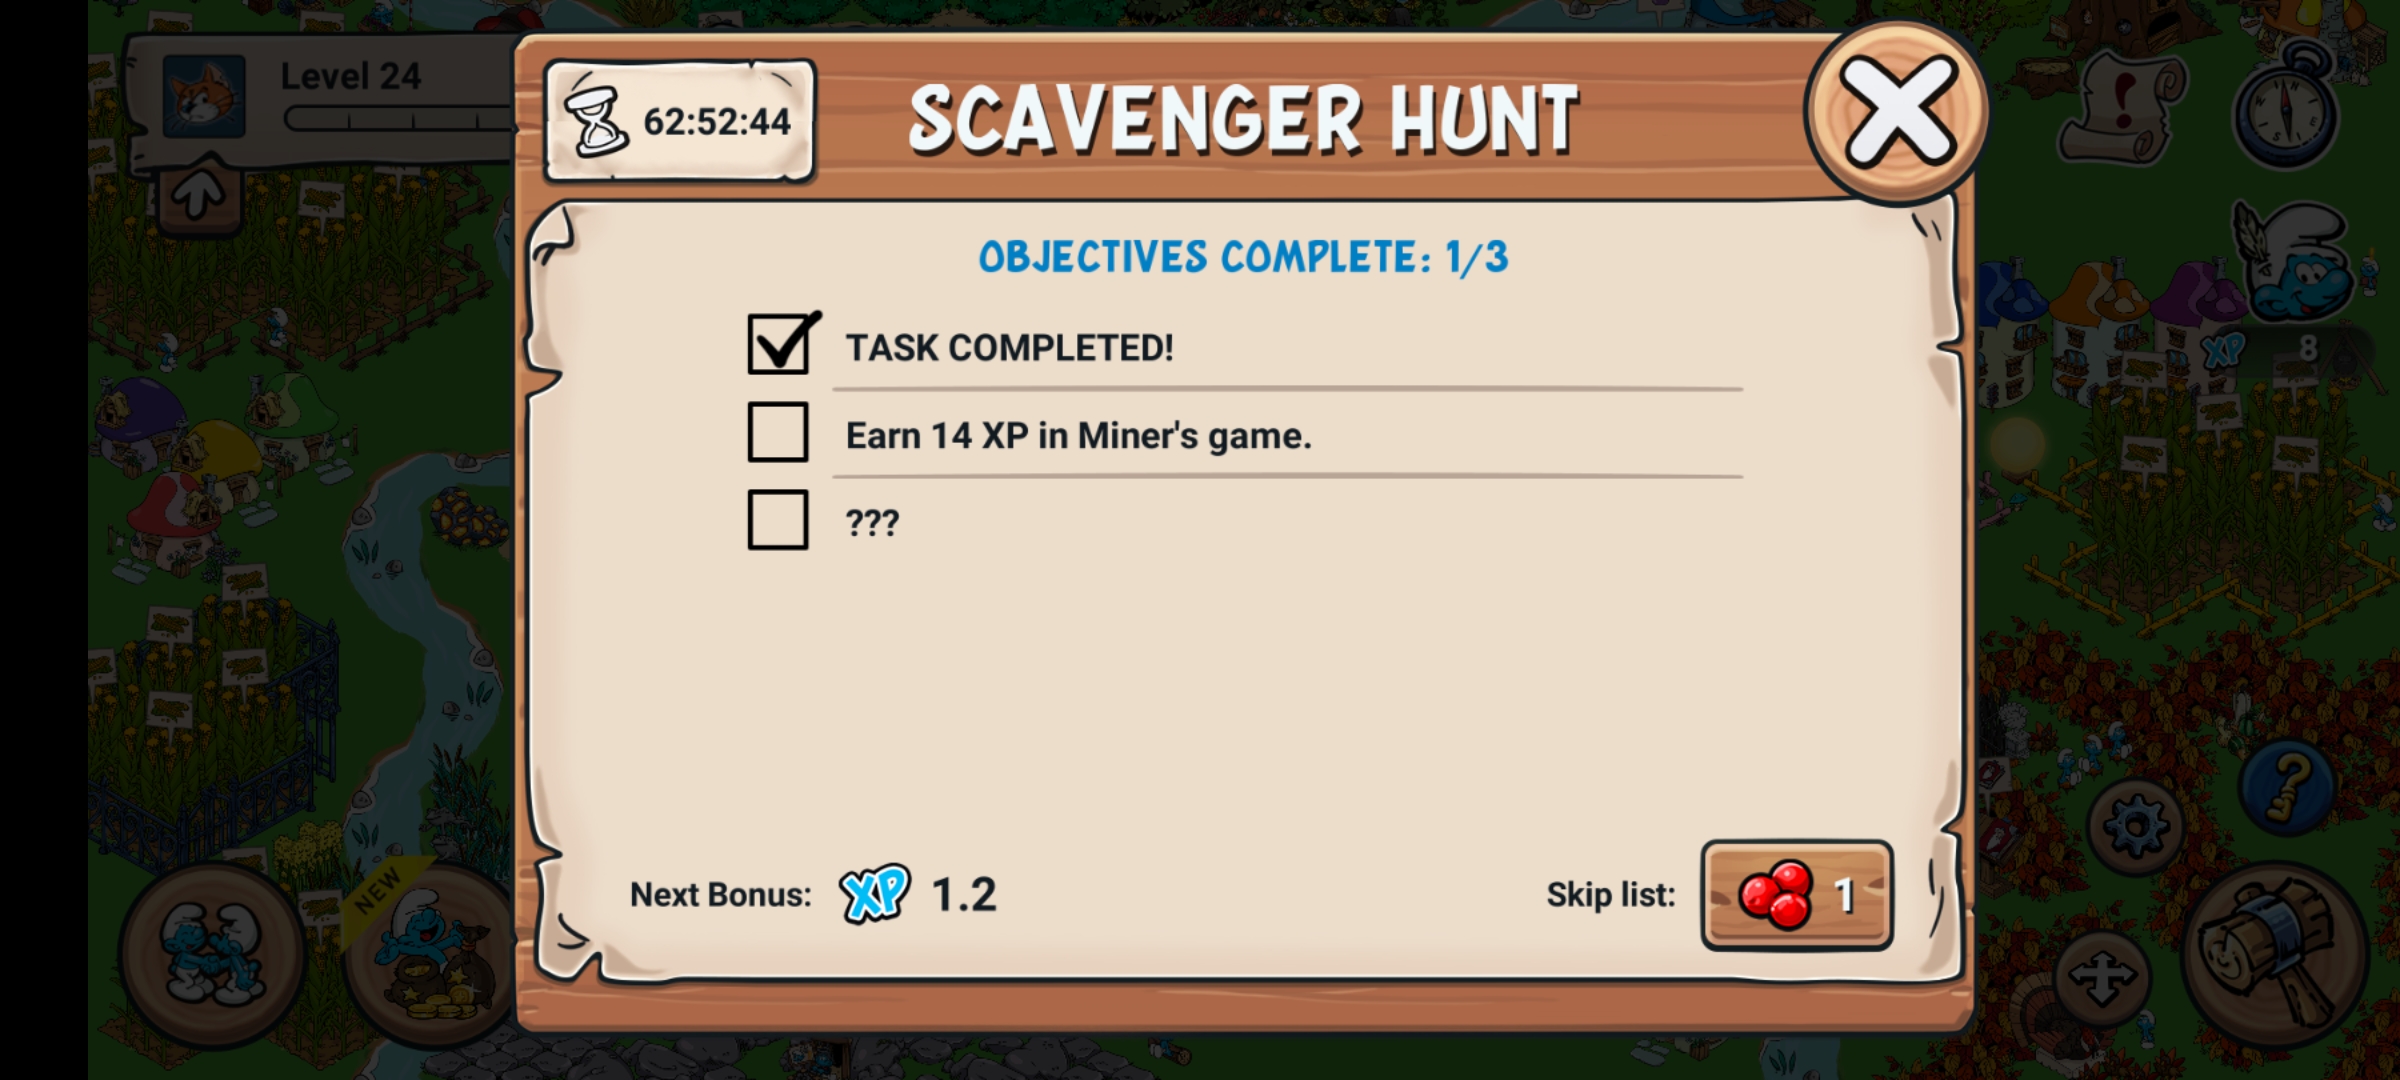 Level 24
62:52:44
SCAVENGER HUNT
OBJECTIVES COMPLETE: 1/3
TASK COMPLETED!
Earn 14 XP in Miner's game.
???
XP 8
NEW
Next Bonus: XP 1.2
Skip list: 1